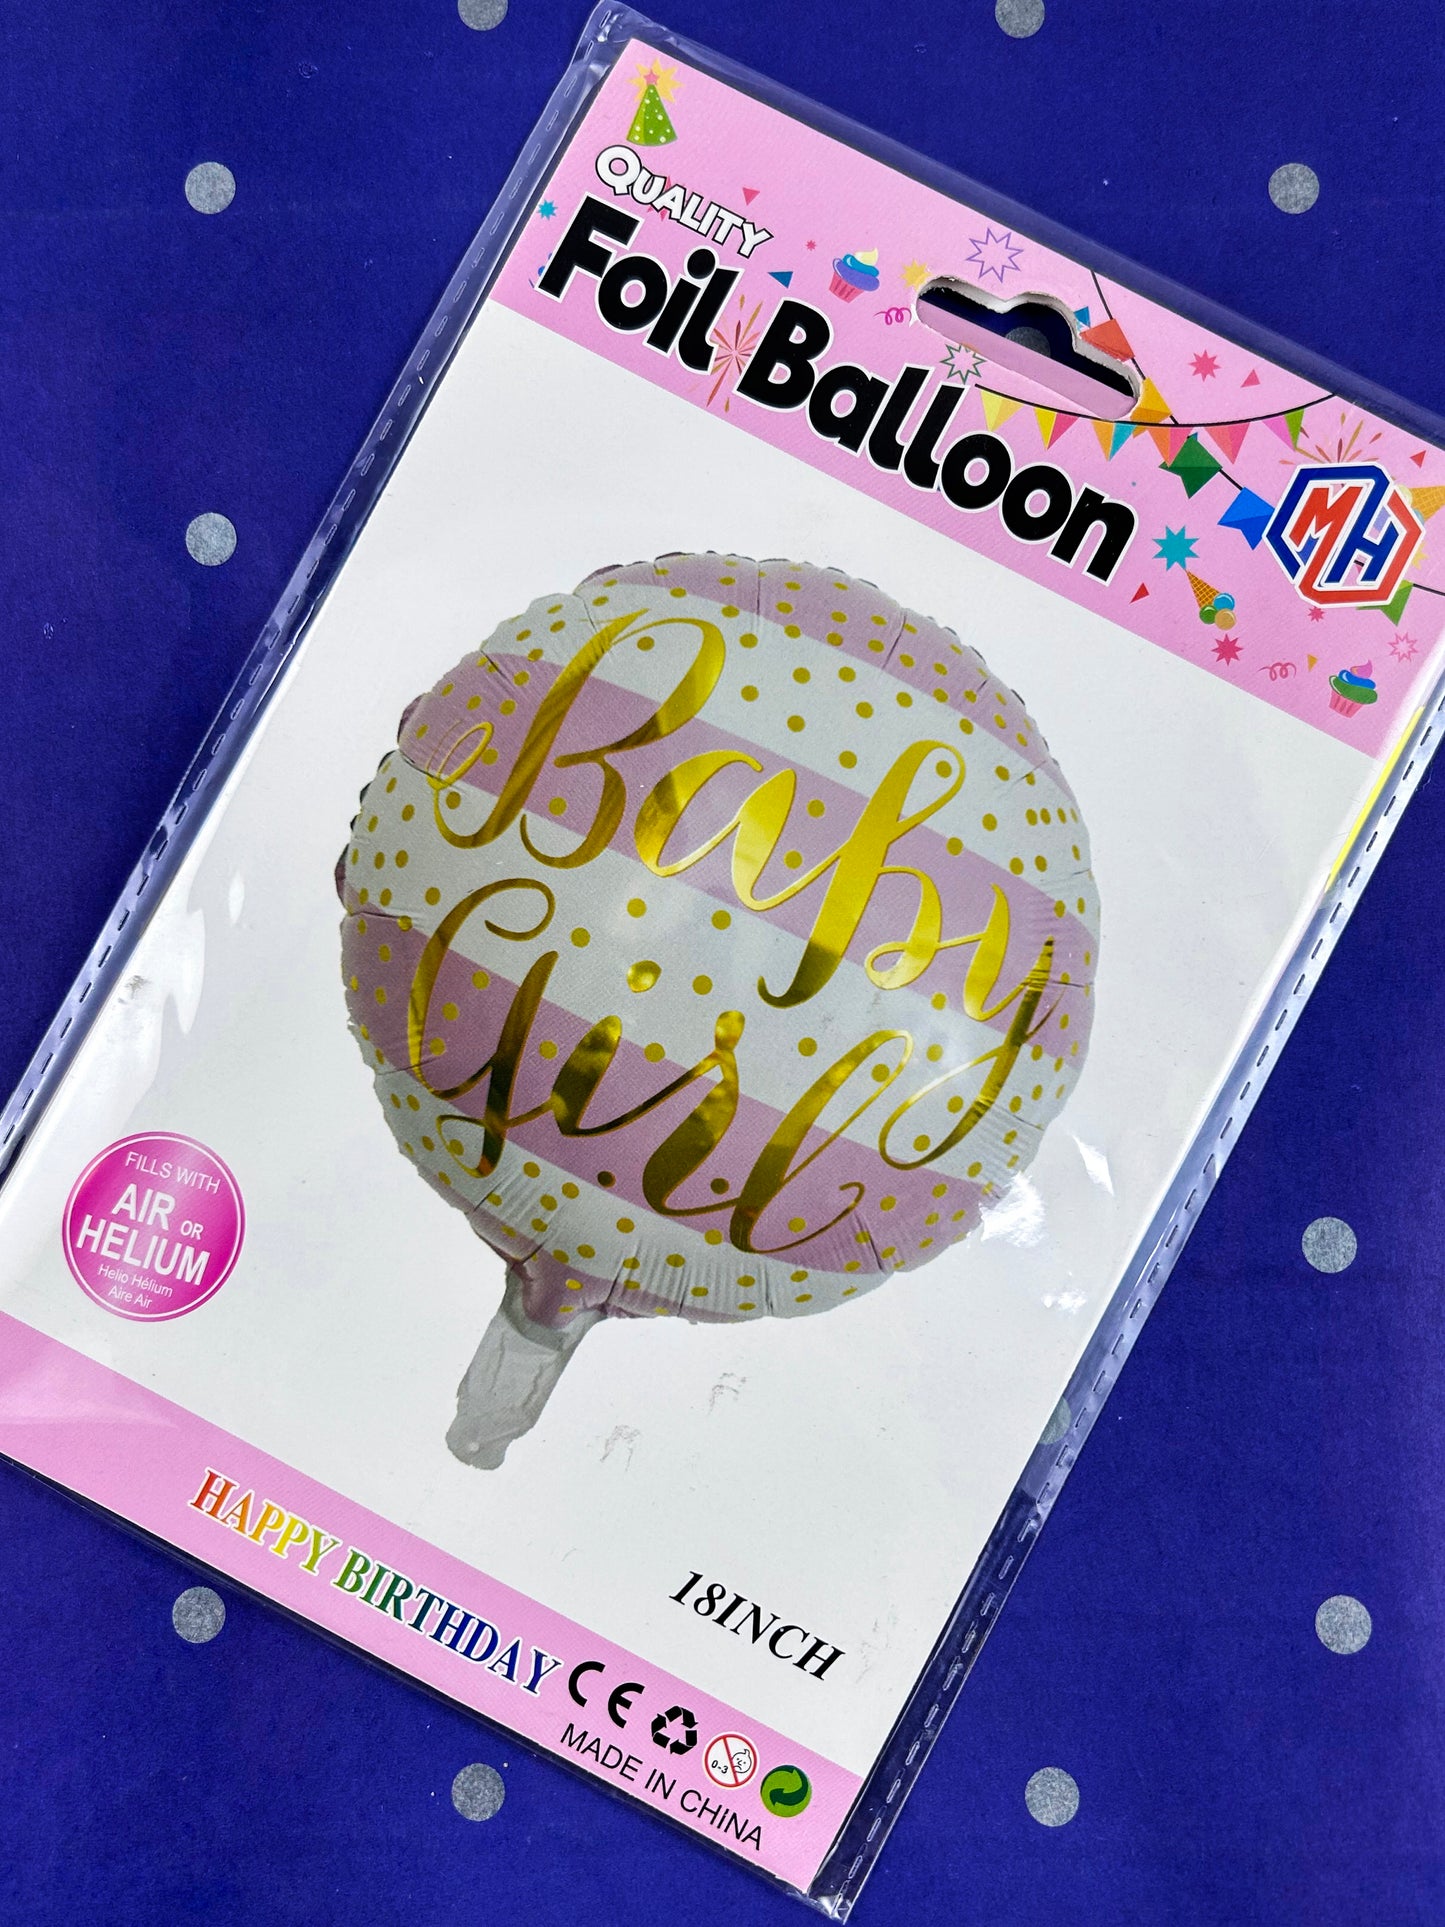 QUALITY
Foil Balloon
MH
Baby
Girl
FILLS WITH
AIR OR
HELIUM
Helio Hélium
Aire Air
18INCH
HAPPY BIRTHDAY
CE
0-3
MADE IN CHINA